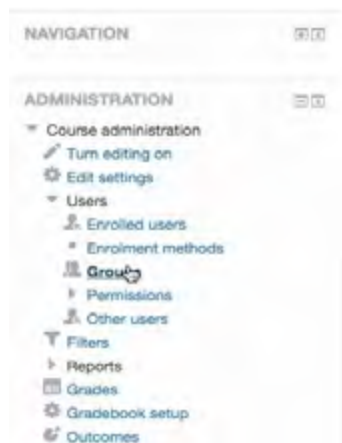 NAVIGATION
ADMINISTRATION
Course administration
Turn editing on
Edit settings
Users
Enrolled users
Enrolment methods
Groups
Permissions
Other users
Filters
Reports
Grades
Gradebook setup
Outcomes